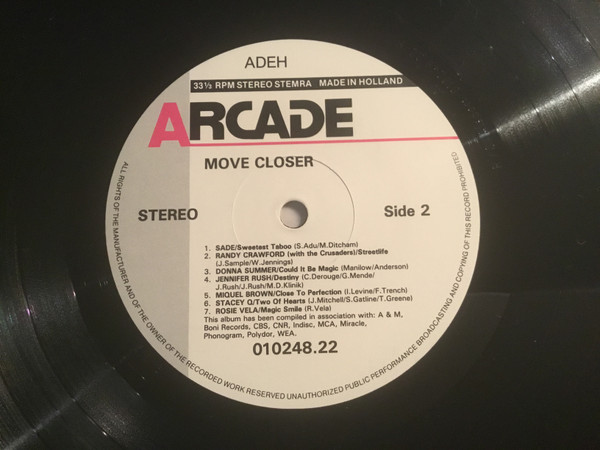 ADEH
33⅓ RPM STEREO STEMRA MADE IN HOLLAND
ARCADE
MOVE CLOSER
STEREO
Side 2
1. SADE/Sweetest Taboo (S.Adu/M.Ditcham)
2. RANDY CRAWFORD (with the Crusaders)/Streetlife
(J.Sample/W.Jennings)
3. DONNA SUMMER/Could It Be Magic (Manilow/Anderson)
4. JENNIFER RUSH/Destiny (C.Derouge/G.Mende/
J.Rush/J.Rush/M.D.Klinik)
5. MIQUEL BROWN/Close To Perfection (I.Levine/F.Trench)
6. STACEY Q/Two Of Hearts (J.Mitchell/S.Gatline/T.Greene)
7. ROSIE VELA/Magic Smile (R.Vela)
This album has been compiled in association with: A & M,
Boni Records, CBS, CNR, Indisc, MCA, Miracle,
Phonogram, Polydor, WEA.
010248.22
ALL RIGHTS OF THE MANUFACTURER AND OF THE OWNER OF THE RECORDED WORK RESERVED UNAUTHORIZED PUBLIC PERFORMANCE BROADCASTING AND COPYING OF THIS RECORD PROHIBITED